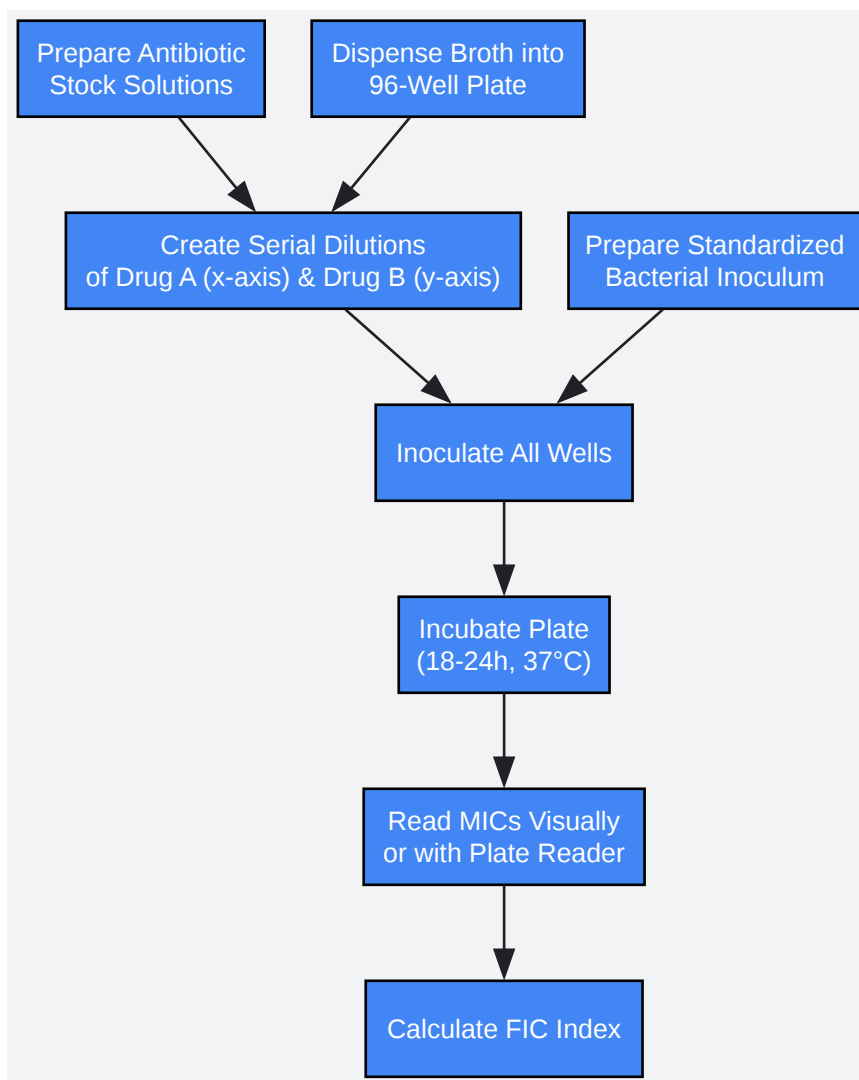 Prepare Antibiotic
Stock Solutions
Dispense Broth into
96-Well Plate
Create Serial Dilutions
of Drug A (x-axis) & Drug B (y-axis)
Prepare Standardized
Bacterial Inoculum
Inoculate All Wells
Incubate Plate
(18-24h, 37°C)
Read MICs Visually
or with Plate Reader
Calculate FIC Index